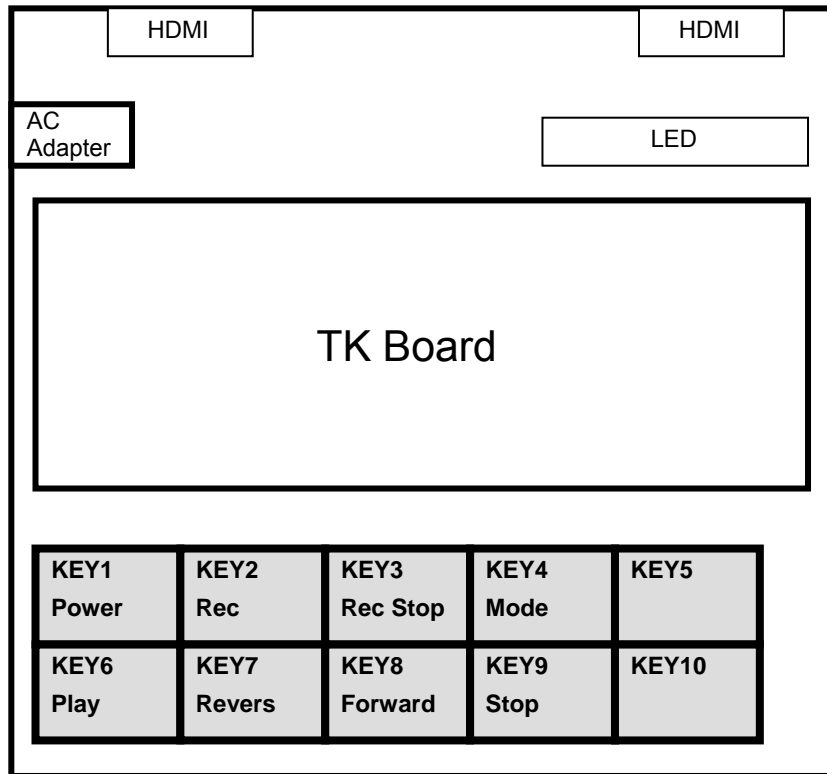 HDMI
HDMI
AC
Adapter
LED
TK Board
KEY1
Power
KEY2
Rec
KEY3
Rec Stop
KEY4
Mode
KEY5
KEY6
Play
KEY7
Revers
KEY8
Forward
KEY9
Stop
KEY10